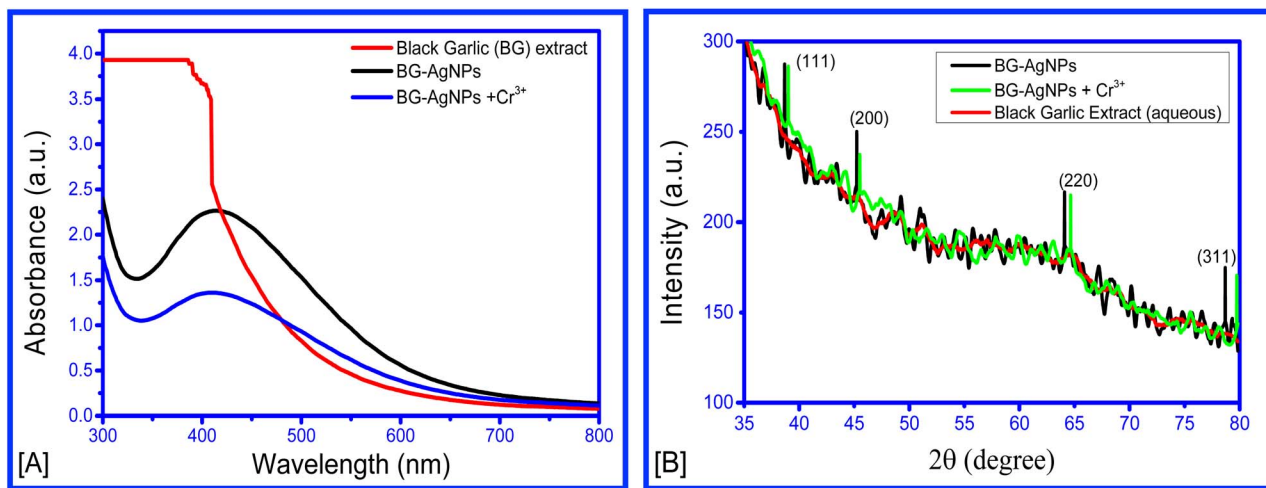 4.0
3.5
3.0
2.5
2.0
1.5
1.0
0.5
0.0
Absorbance (a.u.)
Black Garlic (BG) extract
BG-AgNPs
BG-AgNPs +Cr³⁺
300 400 500 600 700 800
Wavelength (nm)
[A]
300
250
200
150
100
Intensity (a.u.)
BG-AgNPs
BG-AgNPs + Cr³⁺
Black Garlic Extract (aqueous)
(111)
(200)
(220)
(311)
35 40 45 50 55 60 65 70 75 80
2θ (degree)
[B]